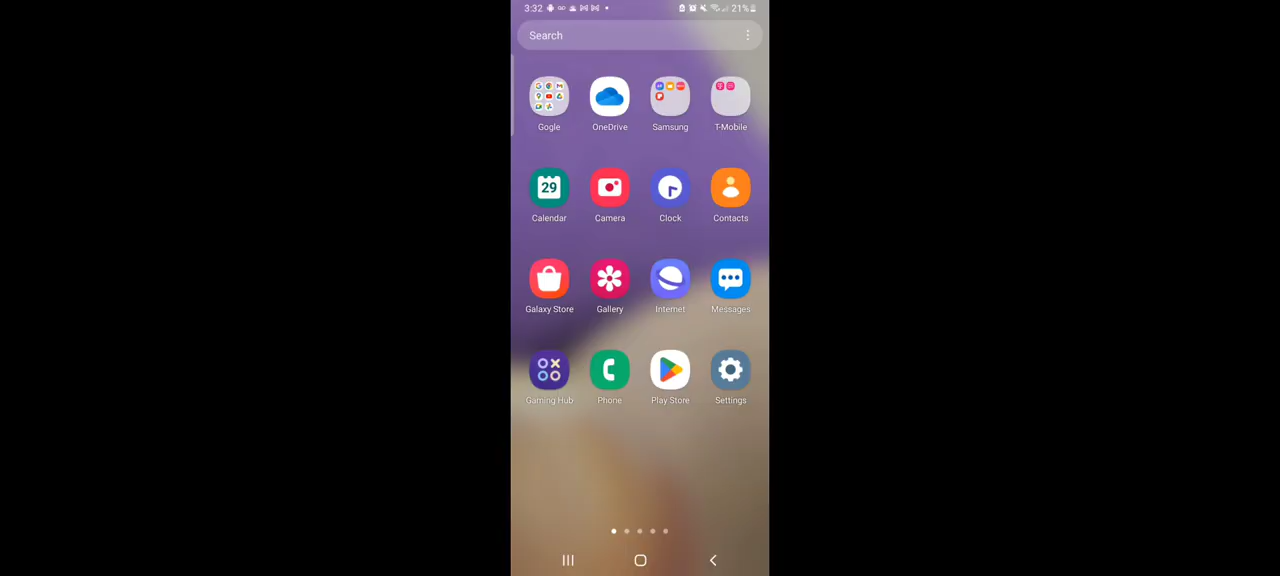 3:32 21%
Search
Gogle OneDrive Samsung T-Mobile
29
Calendar Camera Clock Contacts
Galaxy Store Gallery Internet Messages
Gaming Hub Phone Play Store Settings